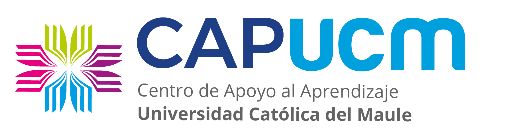 CAPUCM
Centro de Apoyo al Aprendizaje
Universidad Católica del Maule